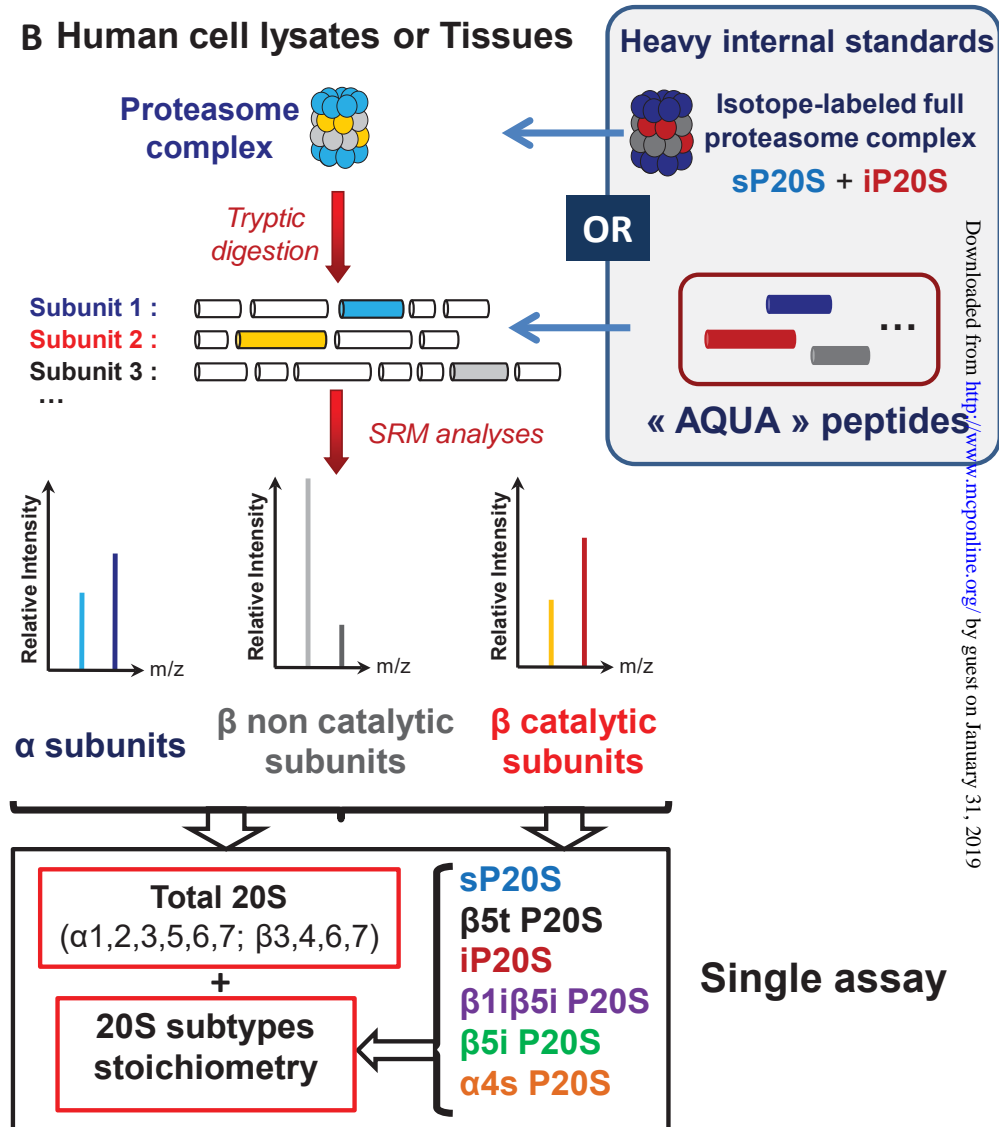 B Human cell lysates or Tissues
Heavy internal standards
Proteasome
complex
Isotope-labeled full
proteasome complex
sP20S + iP20S
Tryptic
digestion
OR
Subunit 1 :
Subunit 2 :
Subunit 3 :
...
...
« AQUA » peptides
SRM analyses
Relative Intensity
m/z
Relative Intensity
m/z
Relative Intensity
m/z
α subunits
β non catalytic
subunits
β catalytic
subunits
Total 20S
(α1,2,3,5,6,7; β3,4,6,7)
+
20S subtypes
stoichiometry
sP20S
β5t P20S
iP20S
β1iβ5i P20S
β5i P20S
α4s P20S
Single assay
Downloaded from http://www.mcponline.org/ by guest on January 31, 2019